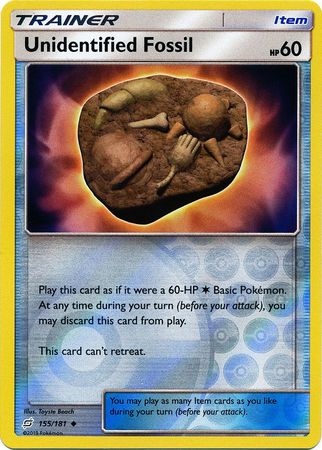 TRAINER Item
Unidentified Fossil HP60
Play this card as if it were a 60-HP Basic Pokémon.
At any time during your turn (before your attack), you
may discard this card from play.
This card can't retreat.
Illus. Toyste Beach
155/181
©2019 Pokémon
You may play as many Item cards as you like
during your turn (before your attack).